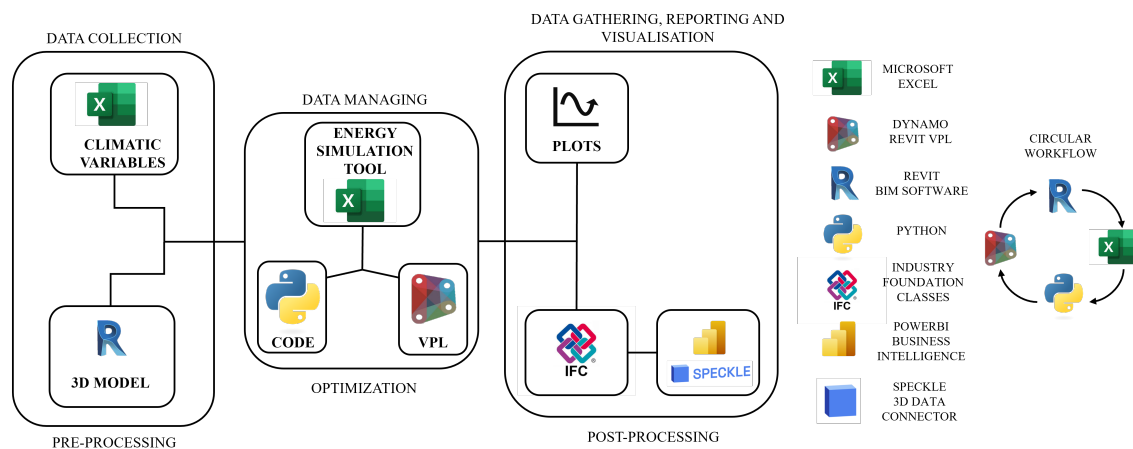 DATA COLLECTION
X
CLIMATIC
VARIABLES
3D MODEL
PRE-PROCESSING
DATA MANAGING
ENERGY
SIMULATION
TOOL
X
CODE
VPL
OPTIMIZATION
DATA GATHERING, REPORTING AND
VISUALISATION
PLOTS
IFC
SPECKLE
POST-PROCESSING
X
MICROSOFT
EXCEL
DYNAMO
REVIT VPL
R
REVIT
BIM SOFTWARE
PYTHON
IFC
INDUSTRY
FOUNDATION
CLASSES
POWERBI
BUSINESS
INTELLIGENCE
SPECKLE
3D DATA
CONNECTOR
CIRCULAR
WORKFLOW
R
X